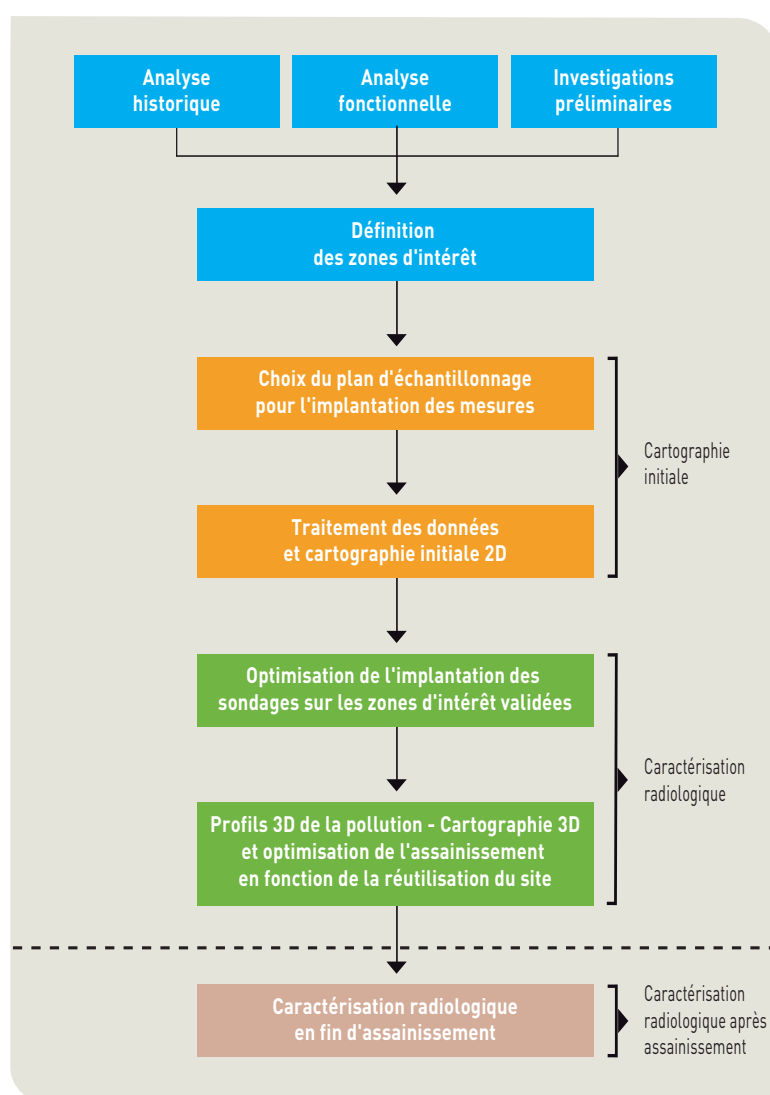 Analyse
historique
Analyse
fonctionnelle
Investigations
préliminaires
Définition
des zones d'intérêt
Choix du plan d'échantillonnage
pour l'implantation des mesures
Cartographie
initiale
Traitement des données
et cartographie initiale 2D
Optimisation de l'implantation des
sondages sur les zones d'intérêt validées
Caractérisation
radiologique
Profils 3D de la pollution - Cartographie 3D
et optimisation de l'assainissement
en fonction de la réutilisation du site
Caractérisation radiologique
en fin d'assainissement
Caractérisation
radiologique après
assainissement